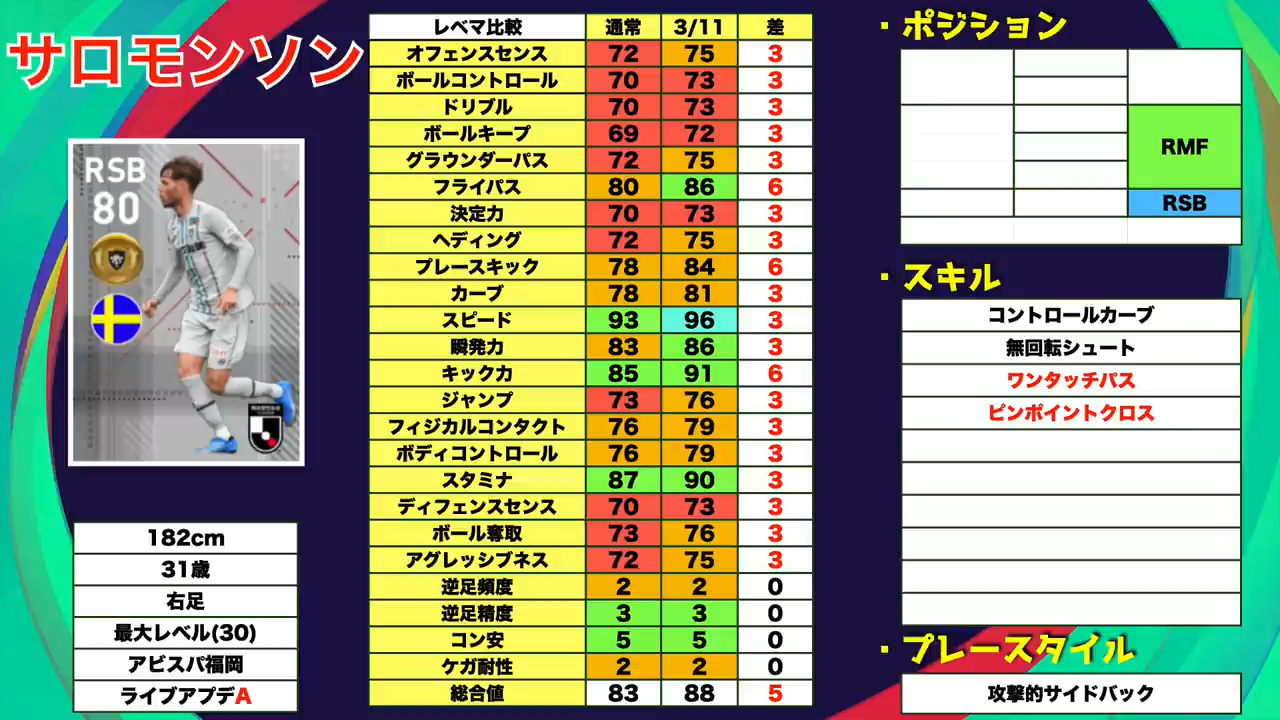 サロモンソン
RSB
80
182cm
31歳
右足
最大レベル(30)
アビスパ福岡
ライブアプデA
レベマ比較 通常 3/11 差
オフェンスセンス 72 75 3
ボールコントロール 70 73 3
ドリブル 70 73 3
ボールキープ 69 72 3
グラウンダーパス 72 75 3
フライパス 80 86 6
決定力 70 73 3
ヘディング 72 75 3
プレースキック 78 84 6
カーブ 78 81 3
スピード 93 96 3
瞬発力 83 86 3
キック力 85 91 6
ジャンプ 73 76 3
フィジカルコンタクト 76 79 3
ボディコントロール 76 79 3
スタミナ 87 90 3
ディフェンスセンス 70 73 3
ボール奪取 73 76 3
アグレッシブネス 72 75 3
逆足頻度 2 2 0
逆足精度 3 3 0
コン安 5 5 0
ケガ耐性 2 2 0
総合値 83 88 5
・ポジション
RMF
RSB
・スキル
コントロールカーブ
無回転シュート
ワンタッチパス
ピンポイントクロス
・プレースタイル
攻撃的サイドバック